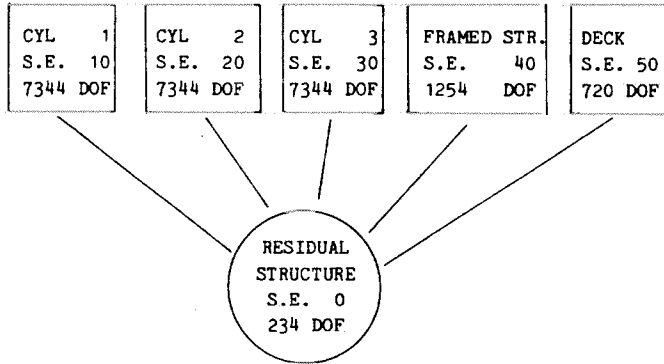 CYL 1
S.E. 10
7344 DOF
CYL 2
S.E. 20
7344 DOF
CYL 3
S.E. 30
7344 DOF
FRAMED STR.
S.E. 40
1254 DOF
DECK
S.E. 50
720 DOF
RESIDUAL
STRUCTURE
S.E. 0
234 DOF